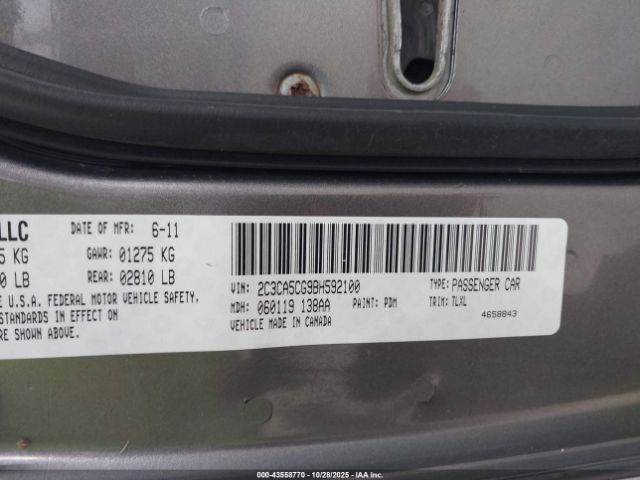 LLC DATE OF MFR: 6-11
5 KG GAWR: 01275 KG
0 LB REAR: 02810 LB
E U.S.A. FEDERAL MOTOR VEHICLE SAFETY,
STANDARDS IN EFFECT ON
RE SHOWN ABOVE.
VIN: 2C3CA5CG9BH592100 TYPE: PASSENGER CAR
MDH: 060119 138AA PAINT: PDM TRIM: TLXL
VEHICLE MADE IN CANADA 4658843
000-43558770 10/28/2025 Copyright © IAA, Inc.